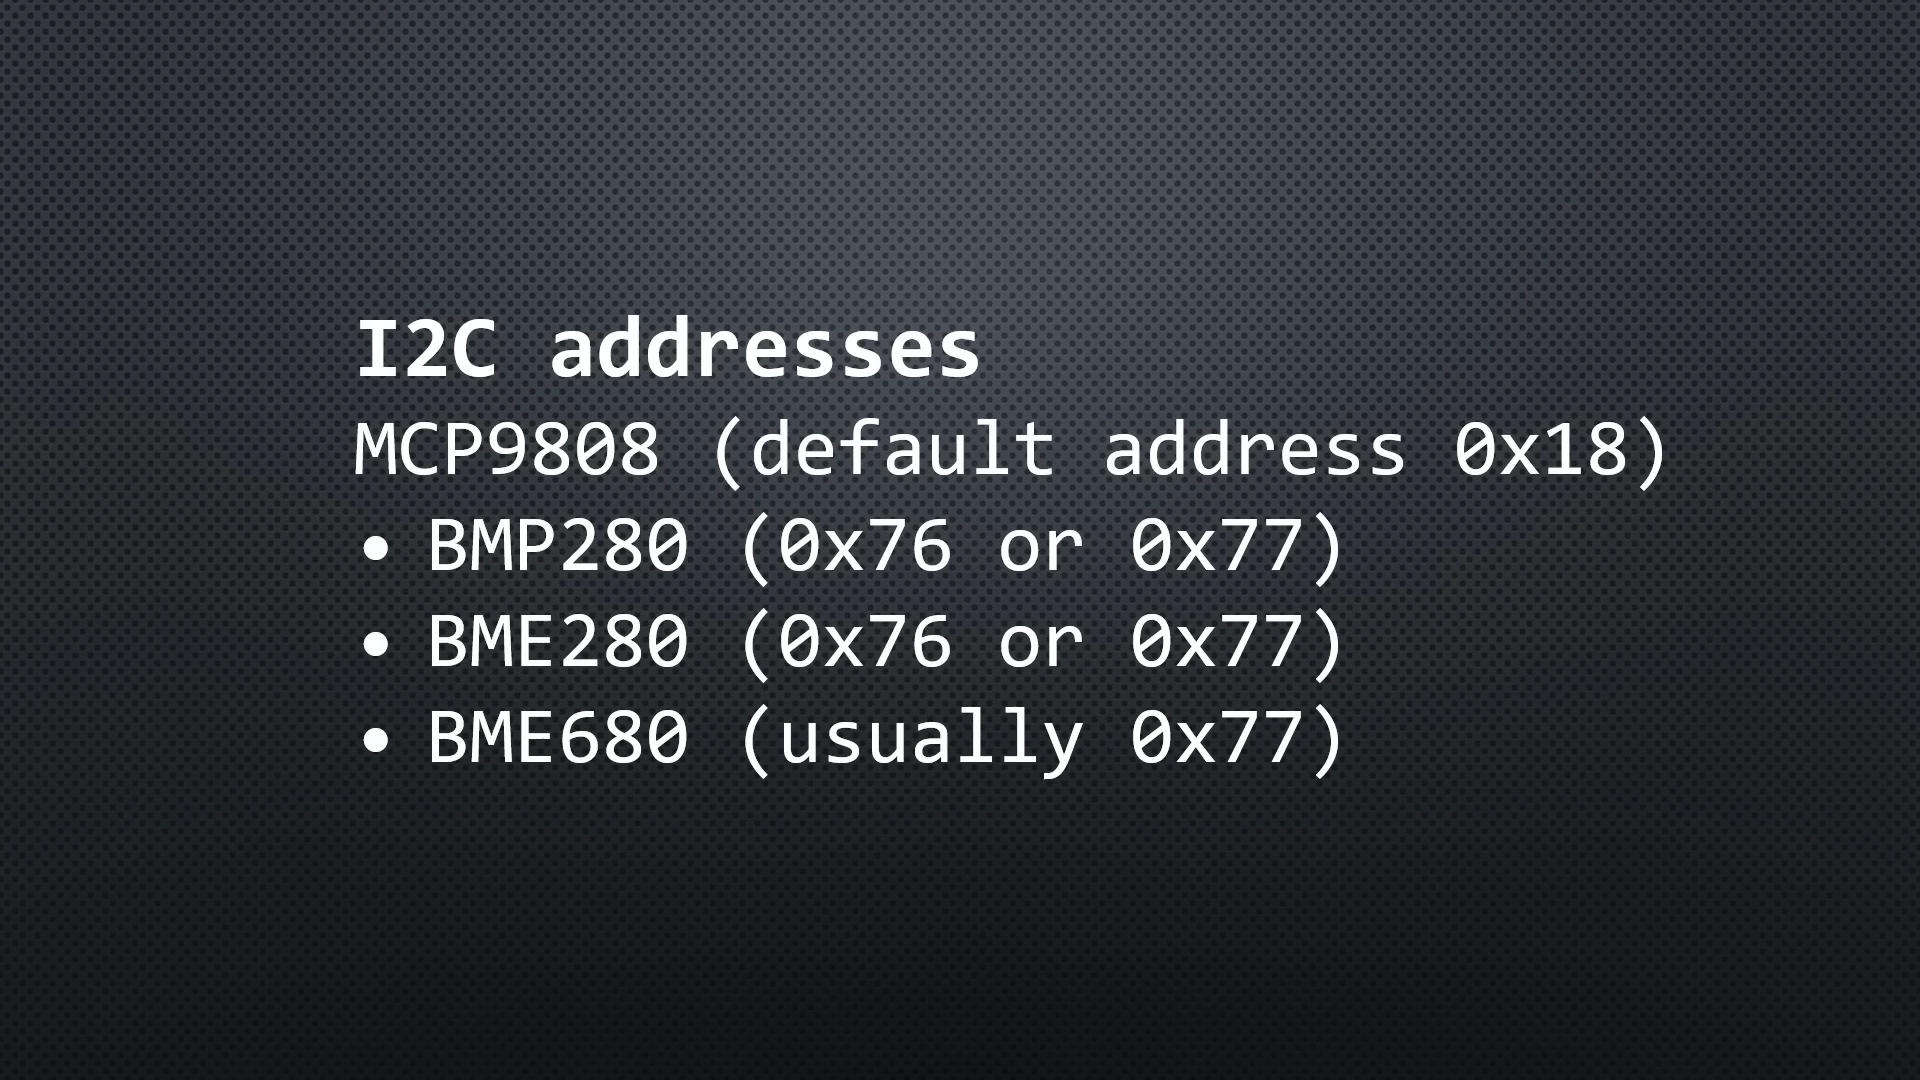 I2C addresses
MCP9808 (default address 0x18)
• BMP280 (0x76 or 0x77)
• BME280 (0x76 or 0x77)
• BME680 (usually 0x77)